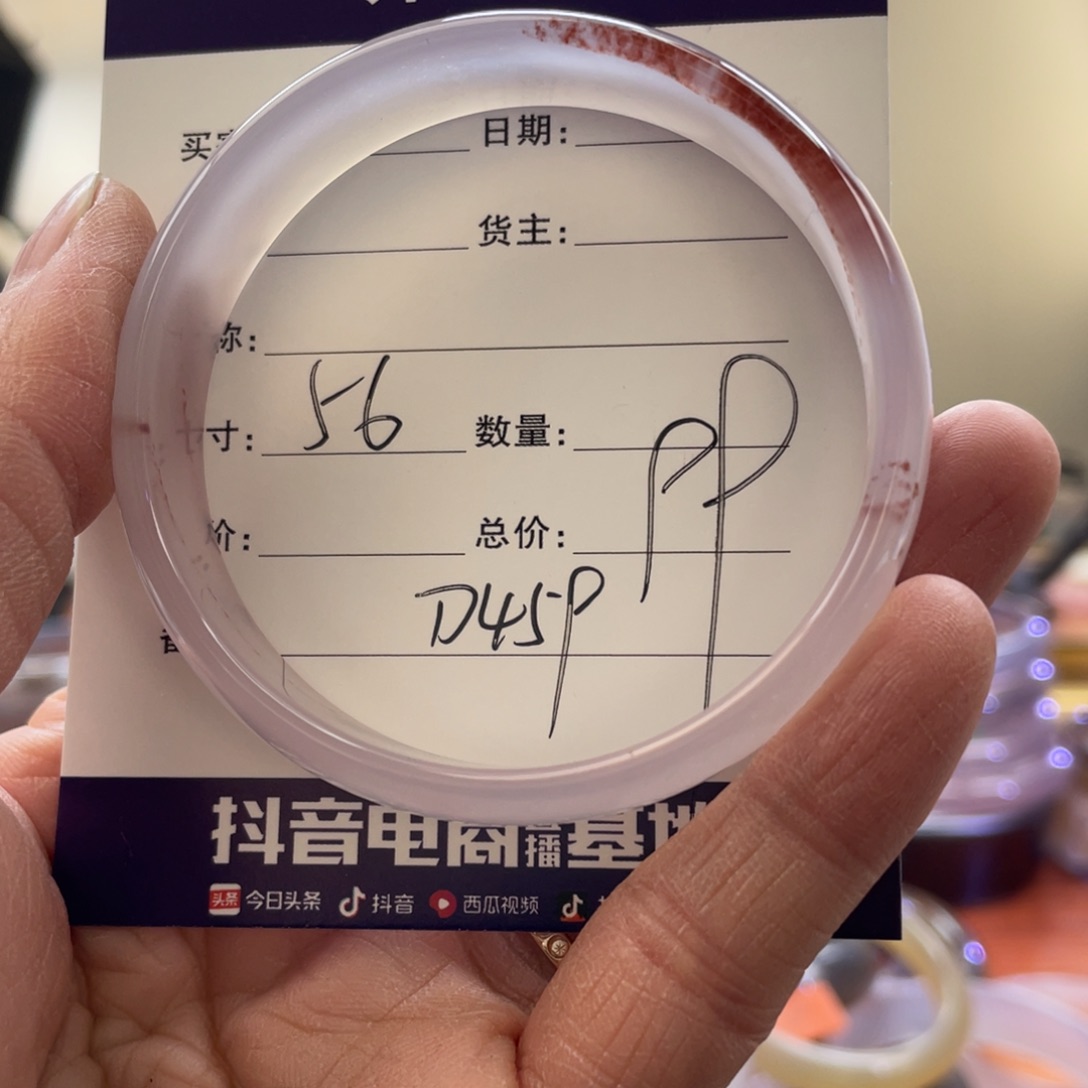 买 日期:
货主:
称:
寸: 56 数量:
价: 总价:
D45P
PP
抖音电商直播基地
头条 今日头条 抖音 西瓜视频